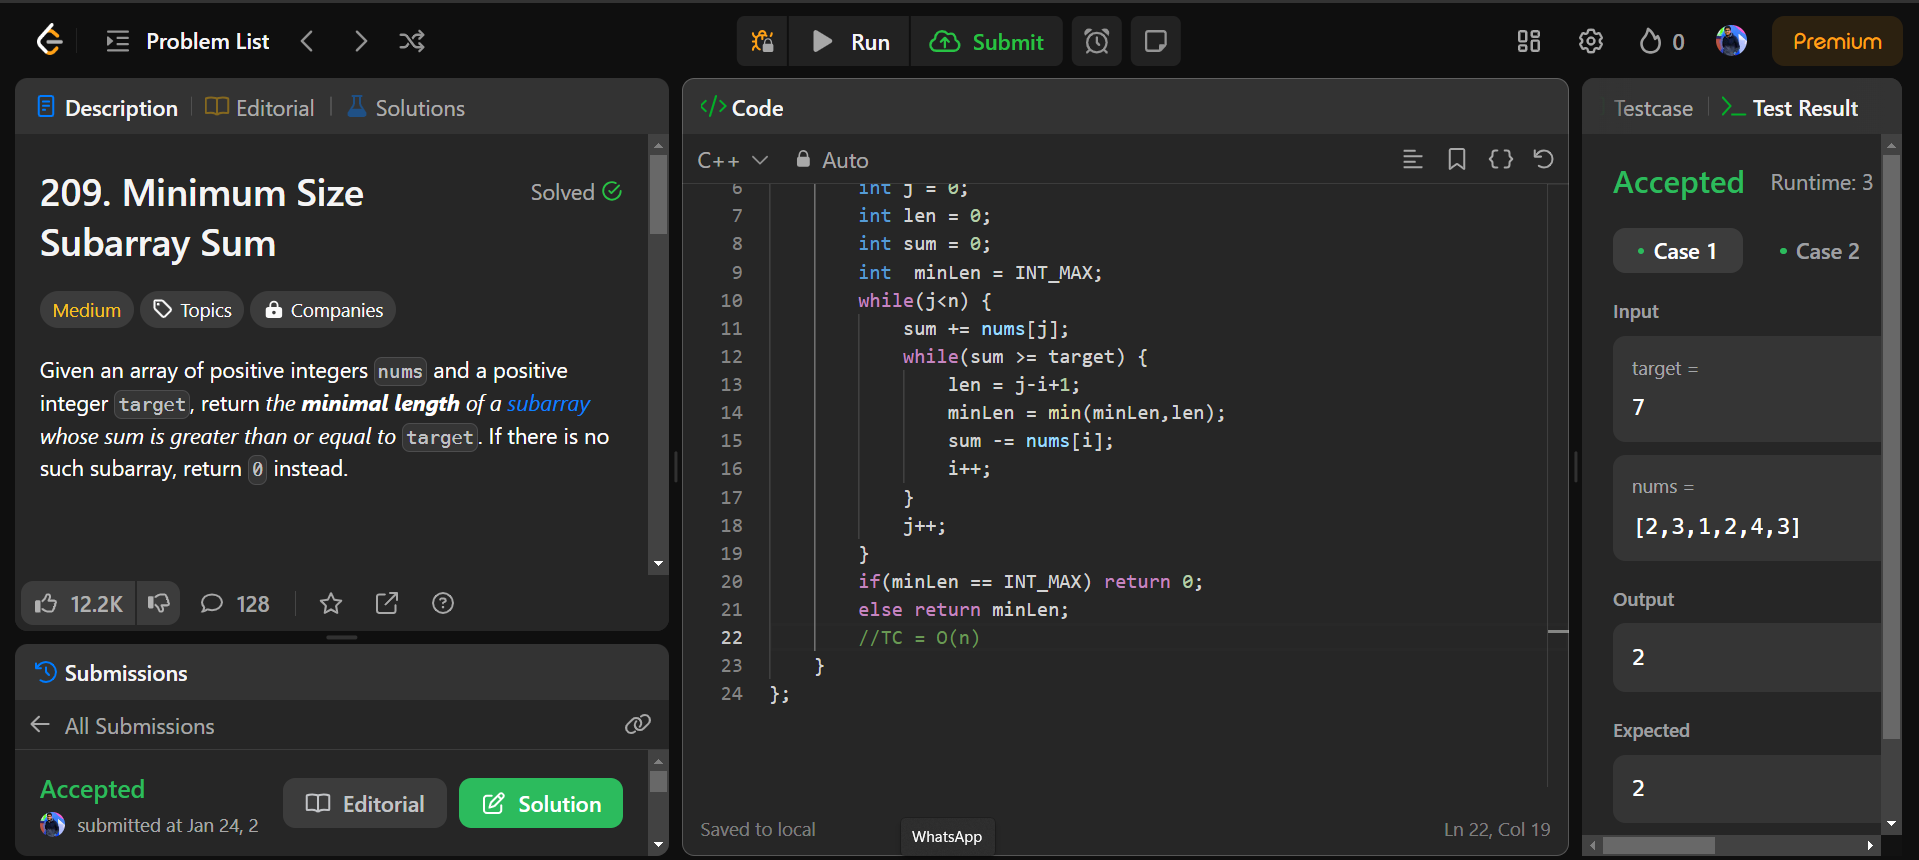 Problem List
Run
Submit
0
Premium
Description
Editorial
Solutions
209. Minimum Size
Subarray Sum
Solved
Medium
Topics
Companies
Given an array of positive integers nums and a positive
integer target, return the minimal length of a subarray
whose sum is greater than or equal to target. If there is no
such subarray, return 0 instead.
12.2K
128
Submissions
All Submissions
Accepted
submitted at Jan 24, 2
Editorial
Solution
</> Code
C++
Auto
6 int j = 0;
7 int len = 0;
8 int sum = 0;
9 int  minLen = INT_MAX;
10 while(j<n) {
11 sum += nums[j];
12 while(sum >= target) {
13 len = j-i+1;
14 minLen = min(minLen,len);
15 sum -= nums[i];
16 i++;
17 }
18 j++;
19 }
20 if(minLen == INT_MAX) return 0;
21 else return minLen;
22 //TC = O(n)
23 }
24 };
Saved to local
Ln 22, Col 19
WhatsApp
Testcase
Test Result
Accepted
Runtime: 3
Case 1
Case 2
Input
target =
7
nums =
[2,3,1,2,4,3]
Output
2
Expected
2